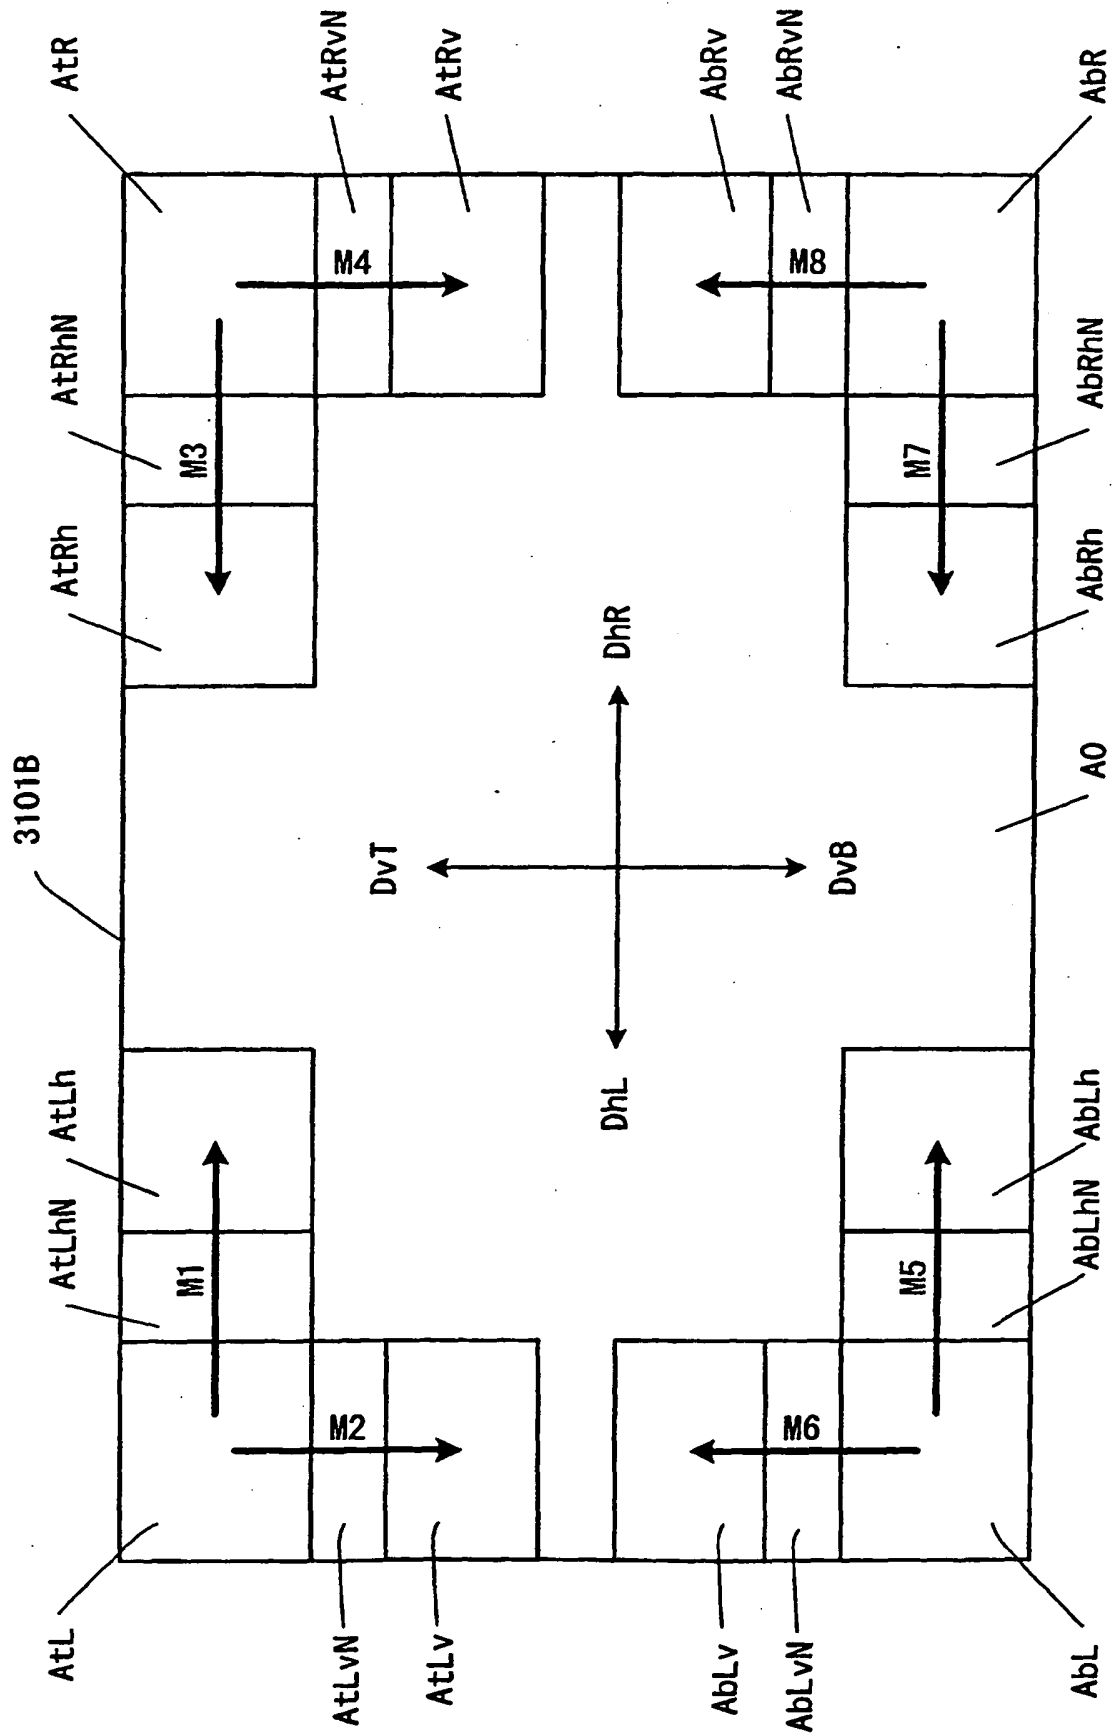 3101B
AtL
AtLhN
AtLh
AtRh
AtRhN
AtR
M1
M3
AtLvN
M2
M4
AtRvN
DvT
AtLv
AtRv
DhL
DhR
AbLv
AbRv
AbLvN
M6
M8
AbRvN
DvB
M5
M7
AbL
AbLhN
AbLh
A0
AbRh
AbRhN
AbR